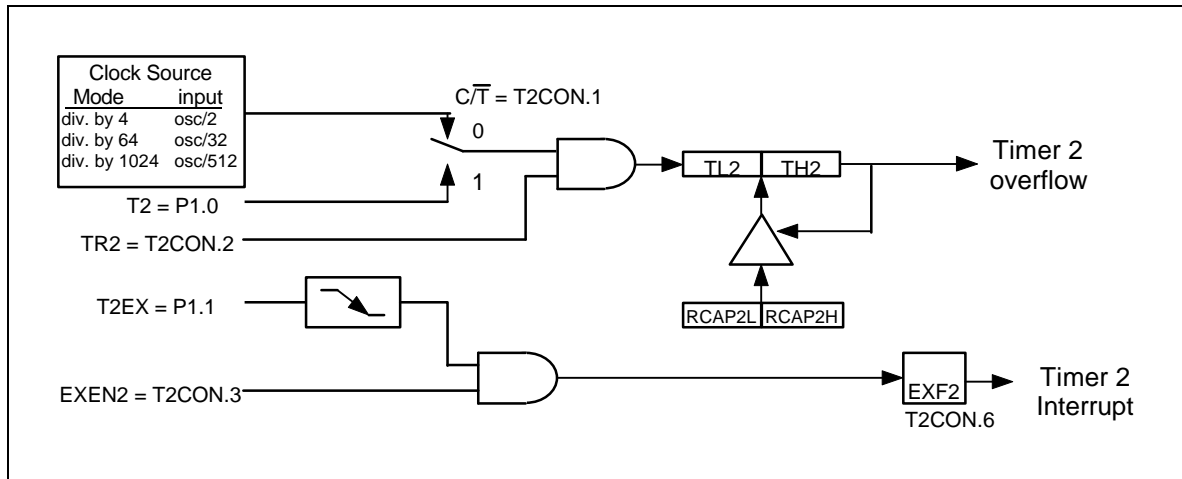 Clock Source
Mode input
div. by 4 osc/2
div. by 64 osc/32
div. by 1024 osc/512
C/T̅ = T2CON.1
0
1
T2 = P1.0
TR2 = T2CON.2
TL2 TH2
Timer 2
overflow
T2EX = P1.1
RCAP2L RCAP2H
EXEN2 = T2CON.3
EXF2
T2CON.6
Timer 2
Interrupt